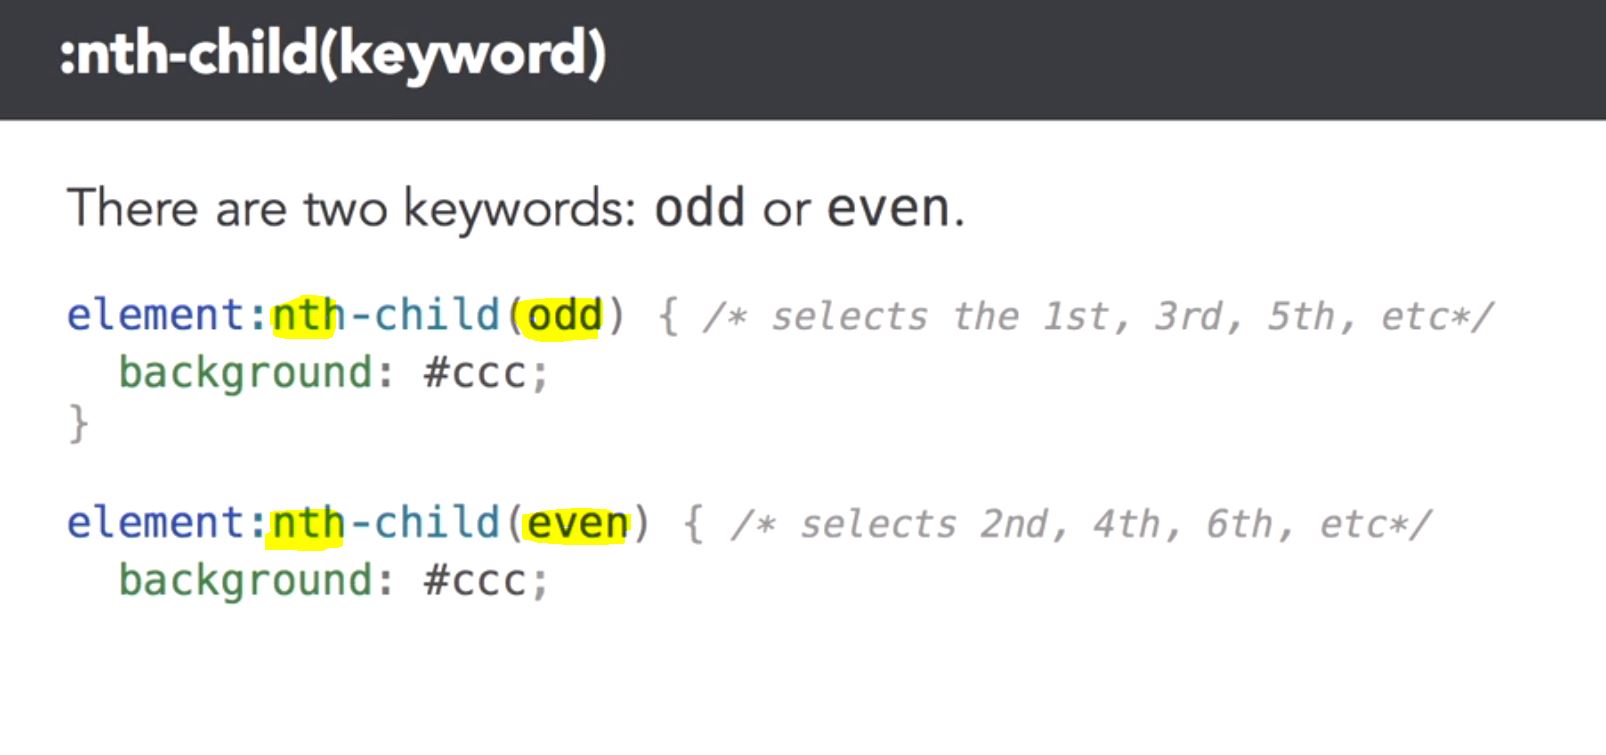 :nth-child(keyword)
There are two keywords: odd or even.
element:nth-child(odd) { /* selects the 1st, 3rd, 5th, etc*/
background: #ccc;
}
element:nth-child(even) { /* selects 2nd, 4th, 6th, etc*/
background: #ccc;